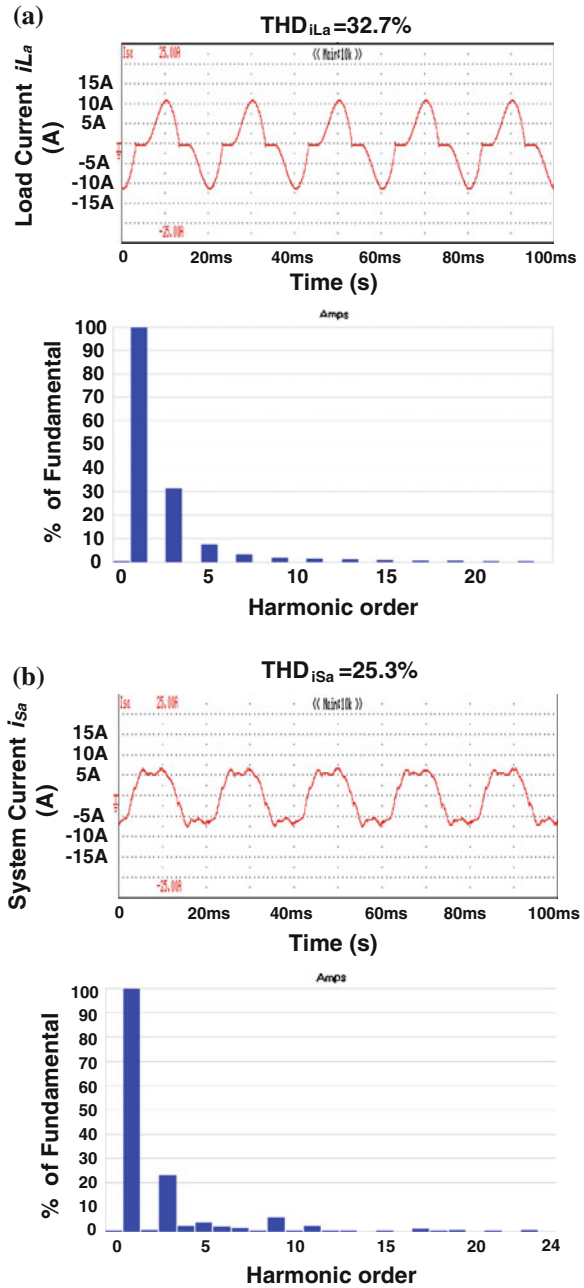 (a)
THD iLa =32.7%
Isa 25.00A << Main:10k >>
15A
10A
5A
-5A
-10A
-15A
-25.00A
Load Current iLa (A)
0 20ms 40ms 60ms 80ms 100ms
Time (s)
Amps
100
90
80
70
60
50
40
30
20
10
0
% of Fundamental
0 5 10 15 20
Harmonic order
(b)
THD iSa =25.3%
Isa 25.00A << Main:10k >>
15A
10A
5A
-5A
-10A
-15A
-25.00A
System Current iSa (A)
0 20ms 40ms 60ms 80ms 100ms
Time (s)
Amps
100
90
80
70
60
50
40
30
20
10
0
% of Fundamental
0 5 10 15 20 24
Harmonic order